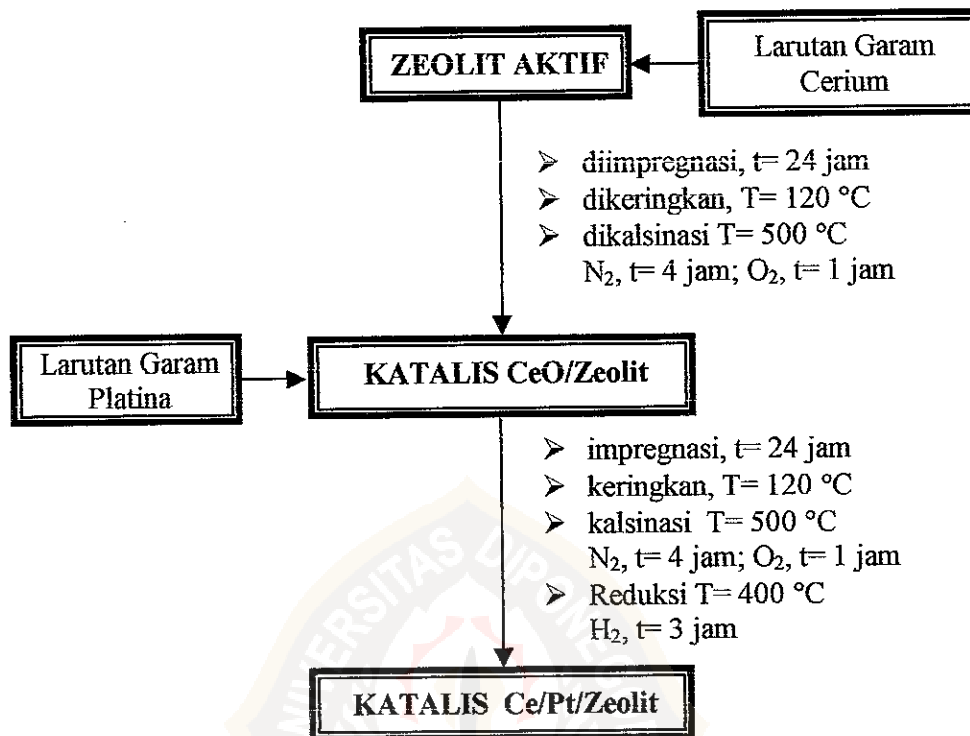 ZEOLIT AKTIF
Larutan Garam
Cerium
➢ diimpregnasi, t= 24 jam
➢ dikeringkan, T= 120 °C
➢ dikalsinasi T= 500 °C
N₂, t= 4 jam; O₂, t= 1 jam
Larutan Garam
Platina
KATALIS CeO/Zeolit
➢ impregnasi, t= 24 jam
➢ keringkan, T= 120 °C
➢ kalsinasi T= 500 °C
N₂, t= 4 jam; O₂, t= 1 jam
➢ Reduksi T= 400 °C
H₂, t= 3 jam
KATALIS Ce/Pt/Zeolit